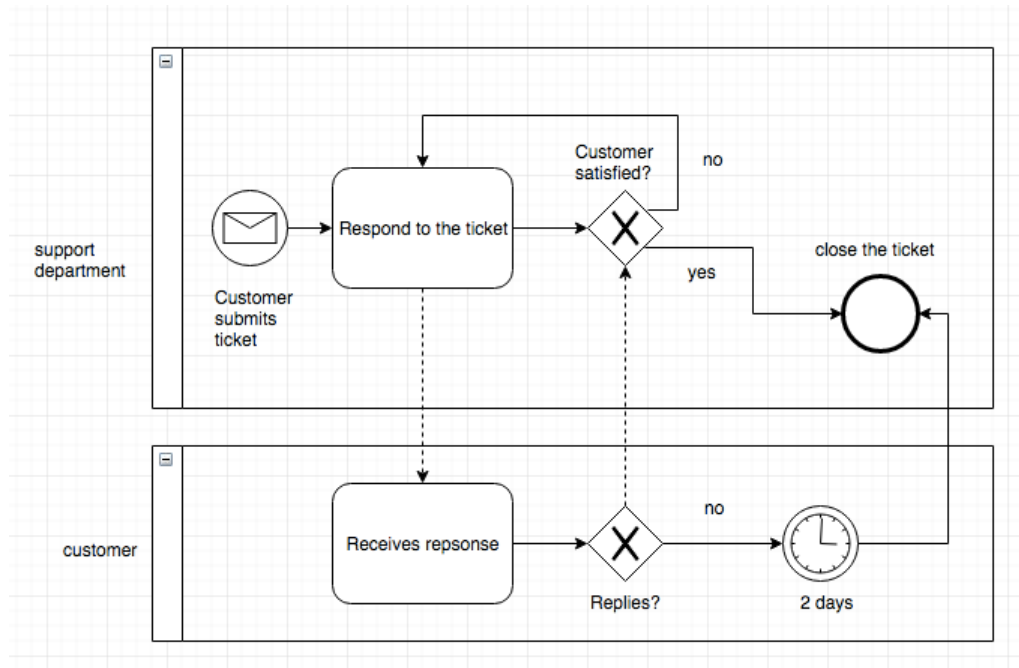 Customer
satisfied?
no
Respond to the ticket
support
department
close the ticket
yes
Customer
submits
ticket
no
customer
Receives repsonse
Replies?
2 days